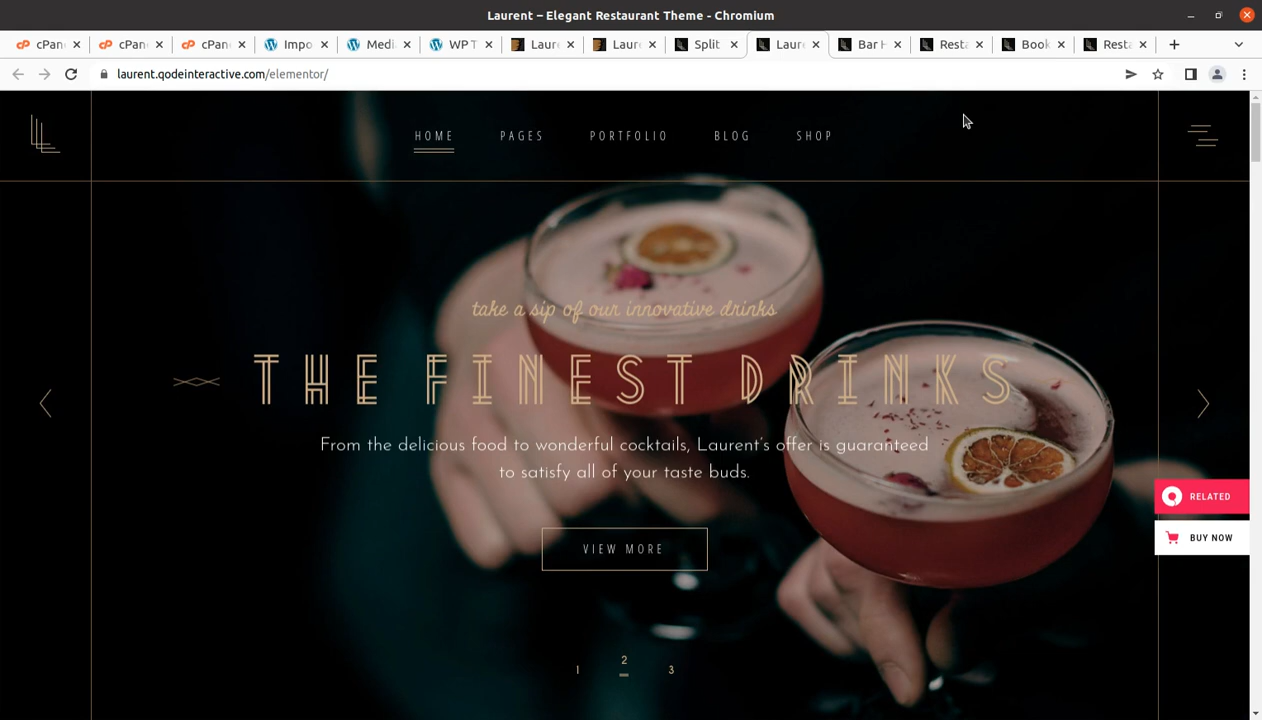 Laurent – Elegant Restaurant Theme - Chromium
cPan
cPan
cPan
Impo
Medi
WP T
Laur
Laur
Split
Laur
Bar H
Resta
Book
Resta
laurent.qodeinteractive.com/elementor/
HOME
PAGES
PORTFOLIO
BLOG
SHOP
take a sip of our innovative drinks
THE FINEST DRINKS
From the delicious food to wonderful cocktails, Laurent's offer is guaranteed
to satisfy all of your taste buds.
RELATED
BUY NOW
VIEW MORE
1
2
3